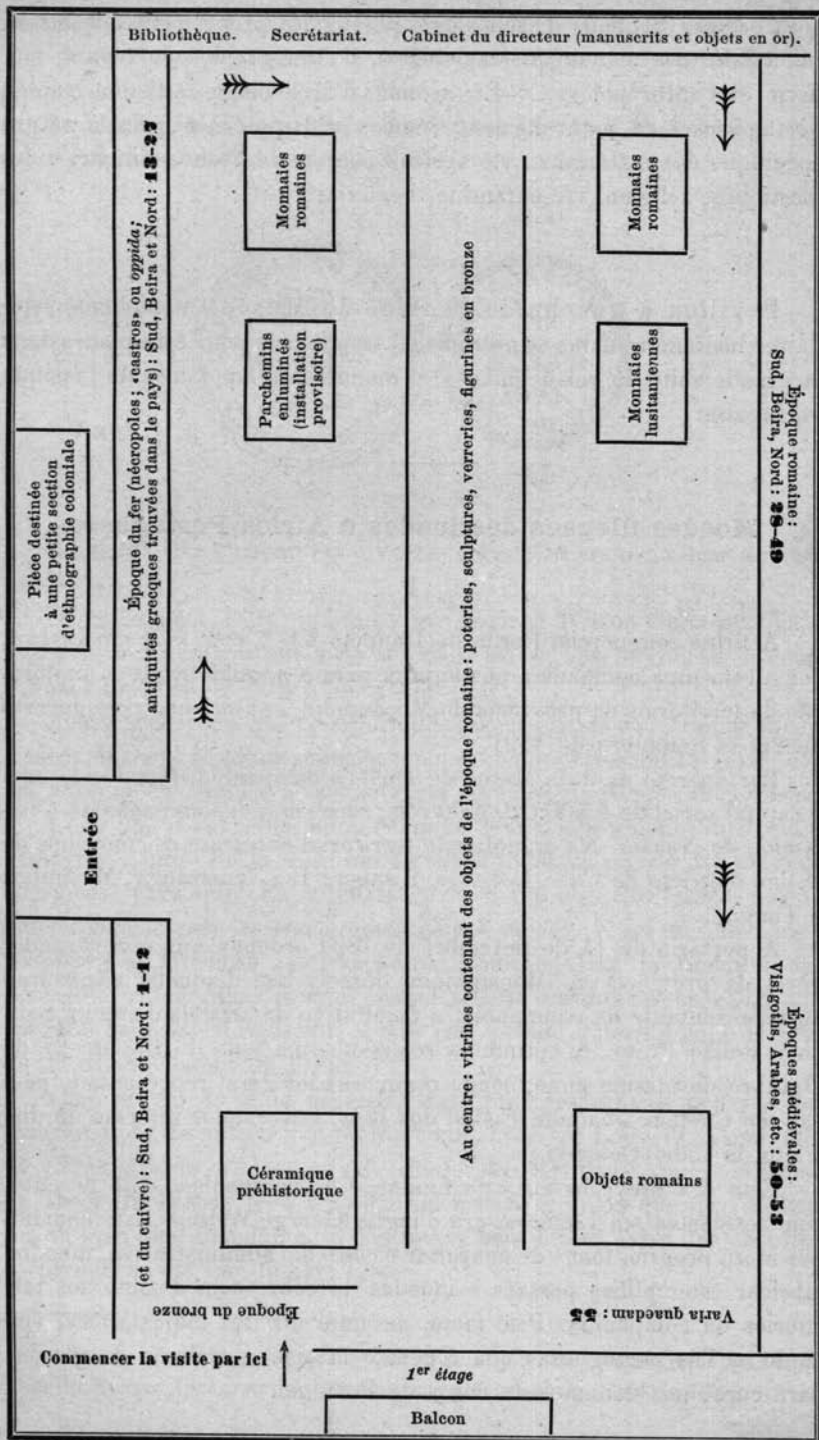 Bibliothèque. Secrétariat. Cabinet du directeur (manuscrits et objets en or).
Pièce destinée
à une petite section
d'ethnographie coloniale
Époque du fer (nécropoles; «castros» ou oppida;
antiquités grecques trouvées dans le pays): Sud, Beira et Nord: 13-27
Monnaies
romaines
Parchemins
enluminés
(installation
provisoire)
Au centre: vitrines contenant des objets de l'époque romaine: poteries, sculptures, verreries, figurines en bronze
Monnaies
romaines
Monnaies
lusitaniennes
Époque romaine:
Sud, Beira, Nord: 28-49
Entrée
Époque du bronze
(et du cuivre): Sud, Beira et Nord: 1-12
Céramique
préhistorique
Objets romains
Époques médiévales:
Visigoths, Arabes, etc.: 50-53
Varia quaedam: 55
Commencer la visite par ici
1er étage
Balcon